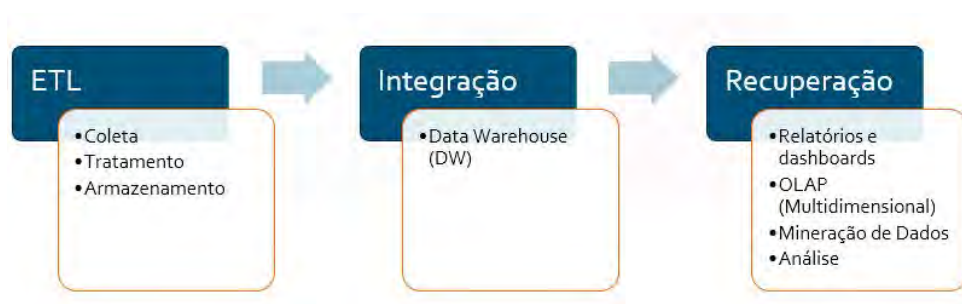 ETL
•Coleta
•Tratamento
•Armazenamento
Integração
•Data Warehouse
(DW)
Recuperação
•Relatórios e
dashboards
•OLAP
(Multidimensional)
•Mineração de Dados
•Análise